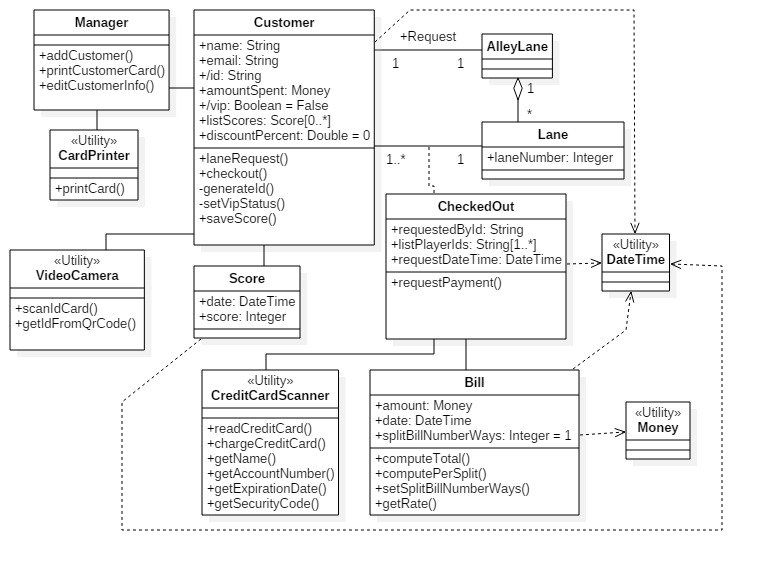 Manager
+addCustomer()
+printCustomerCard()
+editCustomerInfo()
Customer
+name: String
+email: String
+/id: String
+amountSpent: Money
+/vip: Boolean = False
+listScores: Score[0..*]
+discountPercent: Double = 0
+laneRequest()
+checkout()
-generateId()
-setVipStatus()
+saveScore()
+Request
1
1
AlleyLane
1
*
Lane
+laneNumber: Integer
1..*
1
«Utility»
CardPrinter
+printCard()
CheckedOut
+requestedById: String
+listPlayerIds: String[1..*]
+requestDateTime: DateTime
+requestPayment()
«Utility»
DateTime
«Utility»
VideoCamera
+scanIdCard()
+getIdFromQrCode()
Score
+date: DateTime
+score: Integer
«Utility»
CreditCardScanner
+readCreditCard()
+chargeCreditCard()
+getName()
+getAccountNumber()
+getExpirationDate()
+getSecurityCode()
Bill
+amount: Money
+date: DateTime
+splitBillNumberWays: Integer = 1
+computeTotal()
+computePerSplit()
+setSplitBillNumberWays()
+getRate()
«Utility»
Money